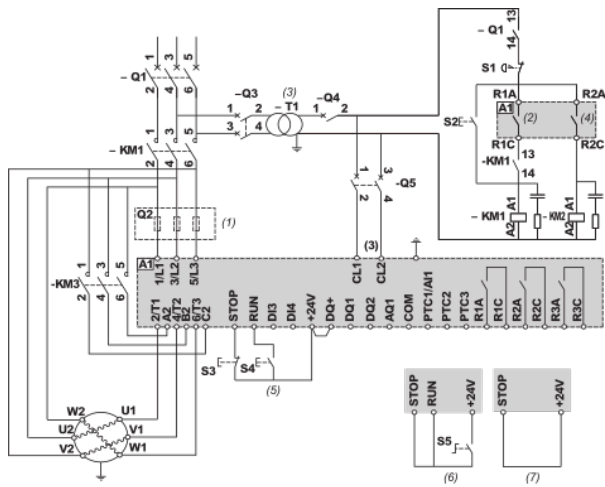 1 3 5
– Q1
2 4 6
1 3 5
– KM1
2 4 6
– Q3
1 2
3 4
(3)
– T1
– Q4
1 2
13
– Q1
14
S1
R1A R2A
A1
(2) (4)
S2
R1C R2C
-KM1
13
14
– KM1
A1
A2
– KM2
A1
A2
1 3
-Q5
2 4
(3)
Q2
(1)
A1
1/L1 3/L2 5/L3
CL1 CL2
1 3 5
-KM3
2 4 6
2/T1
A2
4/T2
B2
6/T3
C2
STOP
RUN
DI3
DI4
+24V
DQ+
DQ1
DQ2
AQ1
COM
PTC1/AI1
PTC2
PTC3
R1A
R1C
R2A
R2C
R3A
R3C
S3 S4
(5)
W2 U1
U2 V1
V2 W1
STOP
RUN
+24V
S5
(6)
STOP
+24V
(7)